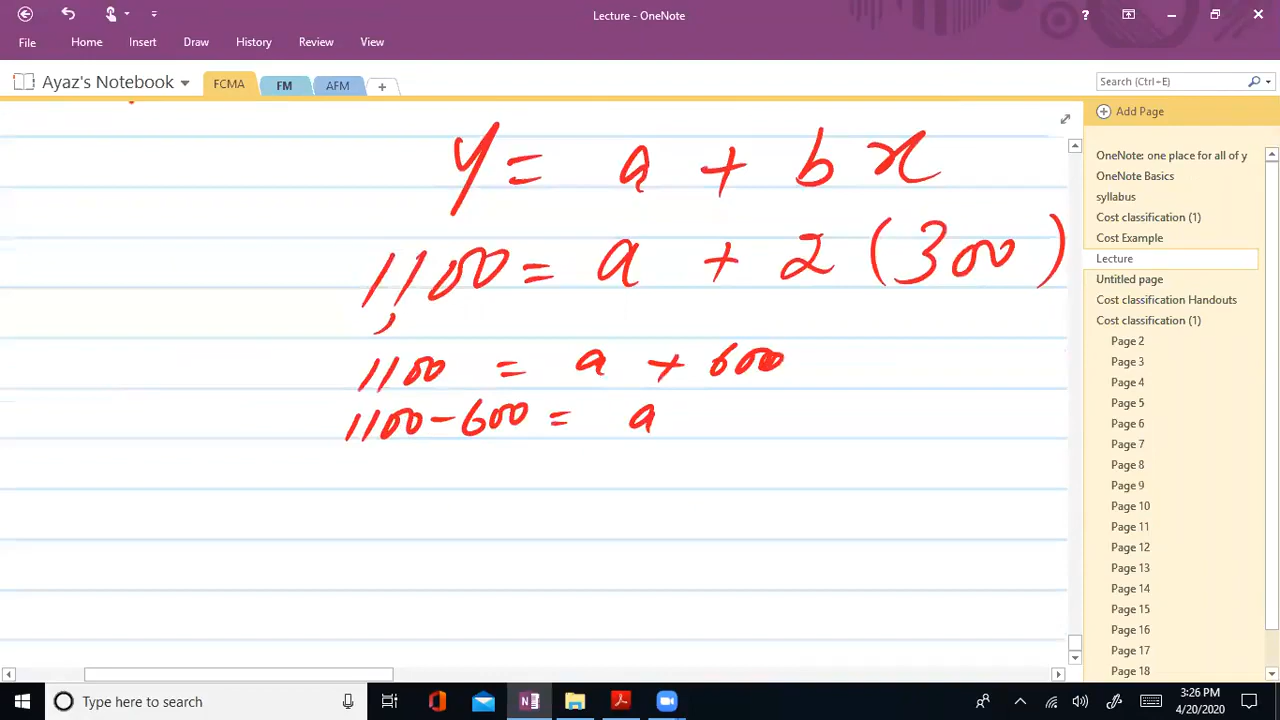 Lecture - OneNote
?
File Home Insert Draw History Review View
Ayaz's Notebook FCMA FM AFM +
Search (Ctrl+E)
y = a + b x
1100 = a + 2 (300)
1100 = a + 600
1100 - 600 = a
Add Page
OneNote: one place for all of y
OneNote Basics
syllabus
Cost classification (1)
Cost Example
Lecture
Untitled page
Cost classification Handouts
Cost classification (1)
Page 2
Page 3
Page 4
Page 5
Page 6
Page 7
Page 8
Page 9
Page 10
Page 11
Page 12
Page 13
Page 14
Page 15
Page 16
Page 17
Page 18
Type here to search
3:26 PM
4/20/2020